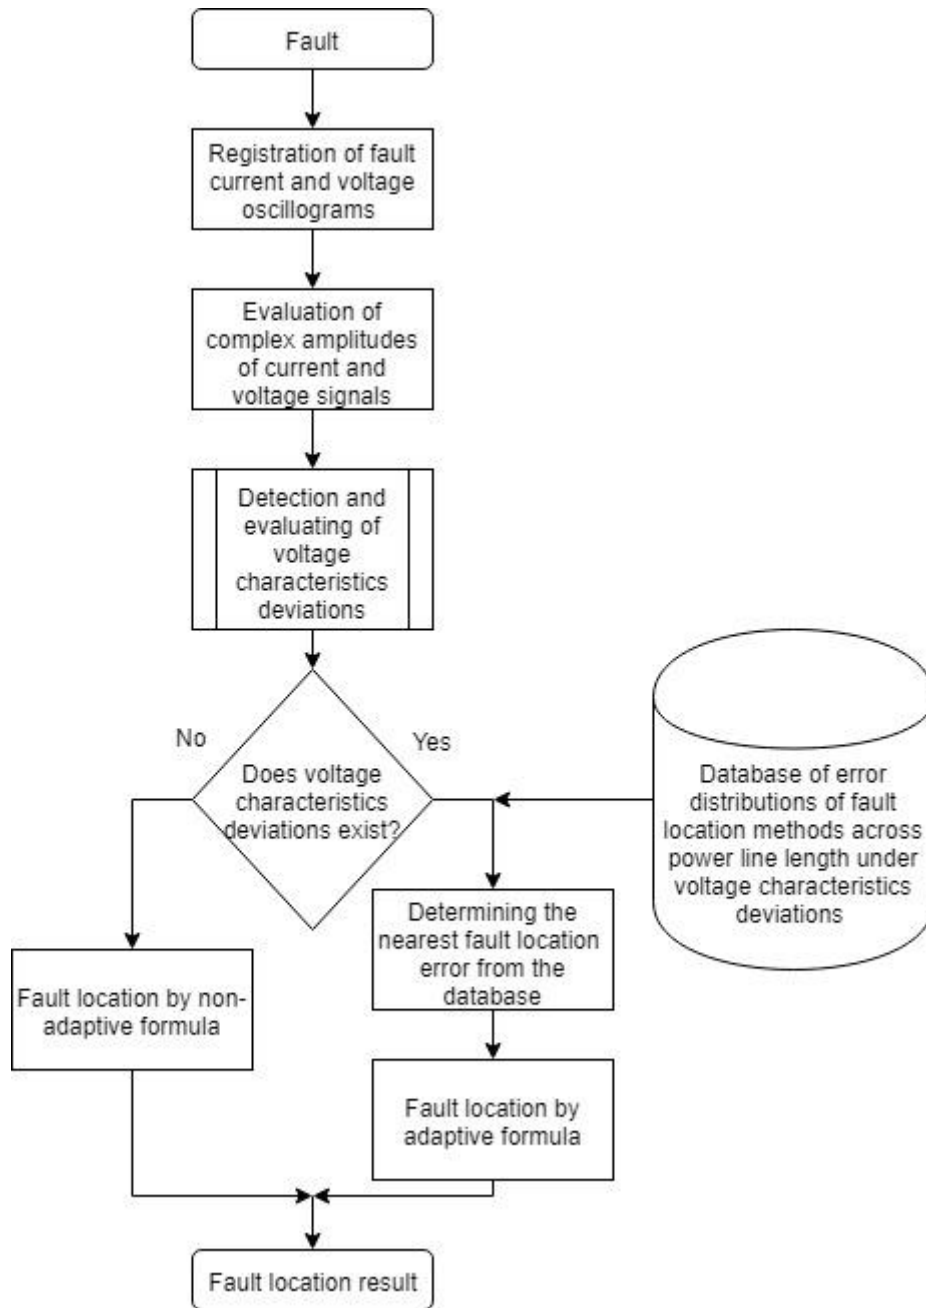 Fault
Registration of fault
current and voltage
oscillograms
Evaluation of
complex amplitudes
of current and
voltage signals
Detection and
evaluating of
voltage
characteristics
deviations
No
Yes
Does voltage
characteristics
deviations exist?
Database of error
distributions of fault
location methods across
power line length under
voltage characteristics
deviations
Determining the
nearest fault location
error from the
database
Fault location by non-
adaptive formula
Fault location by
adaptive formula
Fault location result